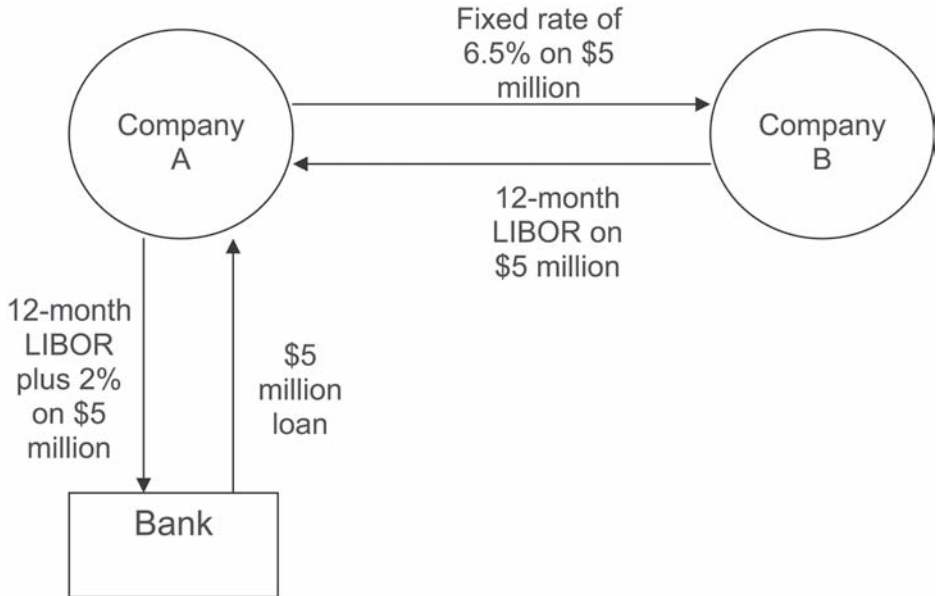 Fixed rate of
6.5% on $5
million
Company
A
Company
B
12-month
LIBOR on
$5 million
12-month
LIBOR
plus 2%
on $5
million
$5
million
loan
Bank